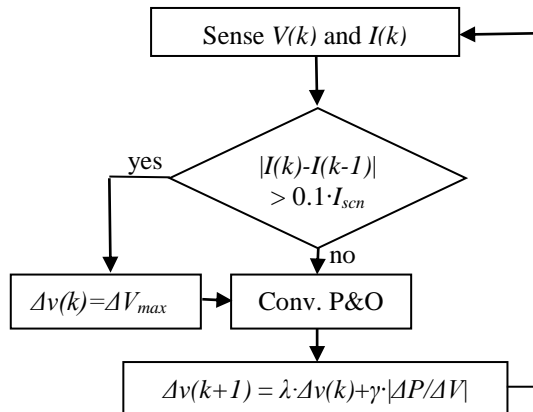 Sense V(k) and I(k)
yes
|I(k)-I(k-1)|
> 0.1·Iscn
no
Δv(k)=ΔVmax
Conv. P&O
Δv(k+1) = λ·Δv(k)+γ·|ΔP/ΔV|